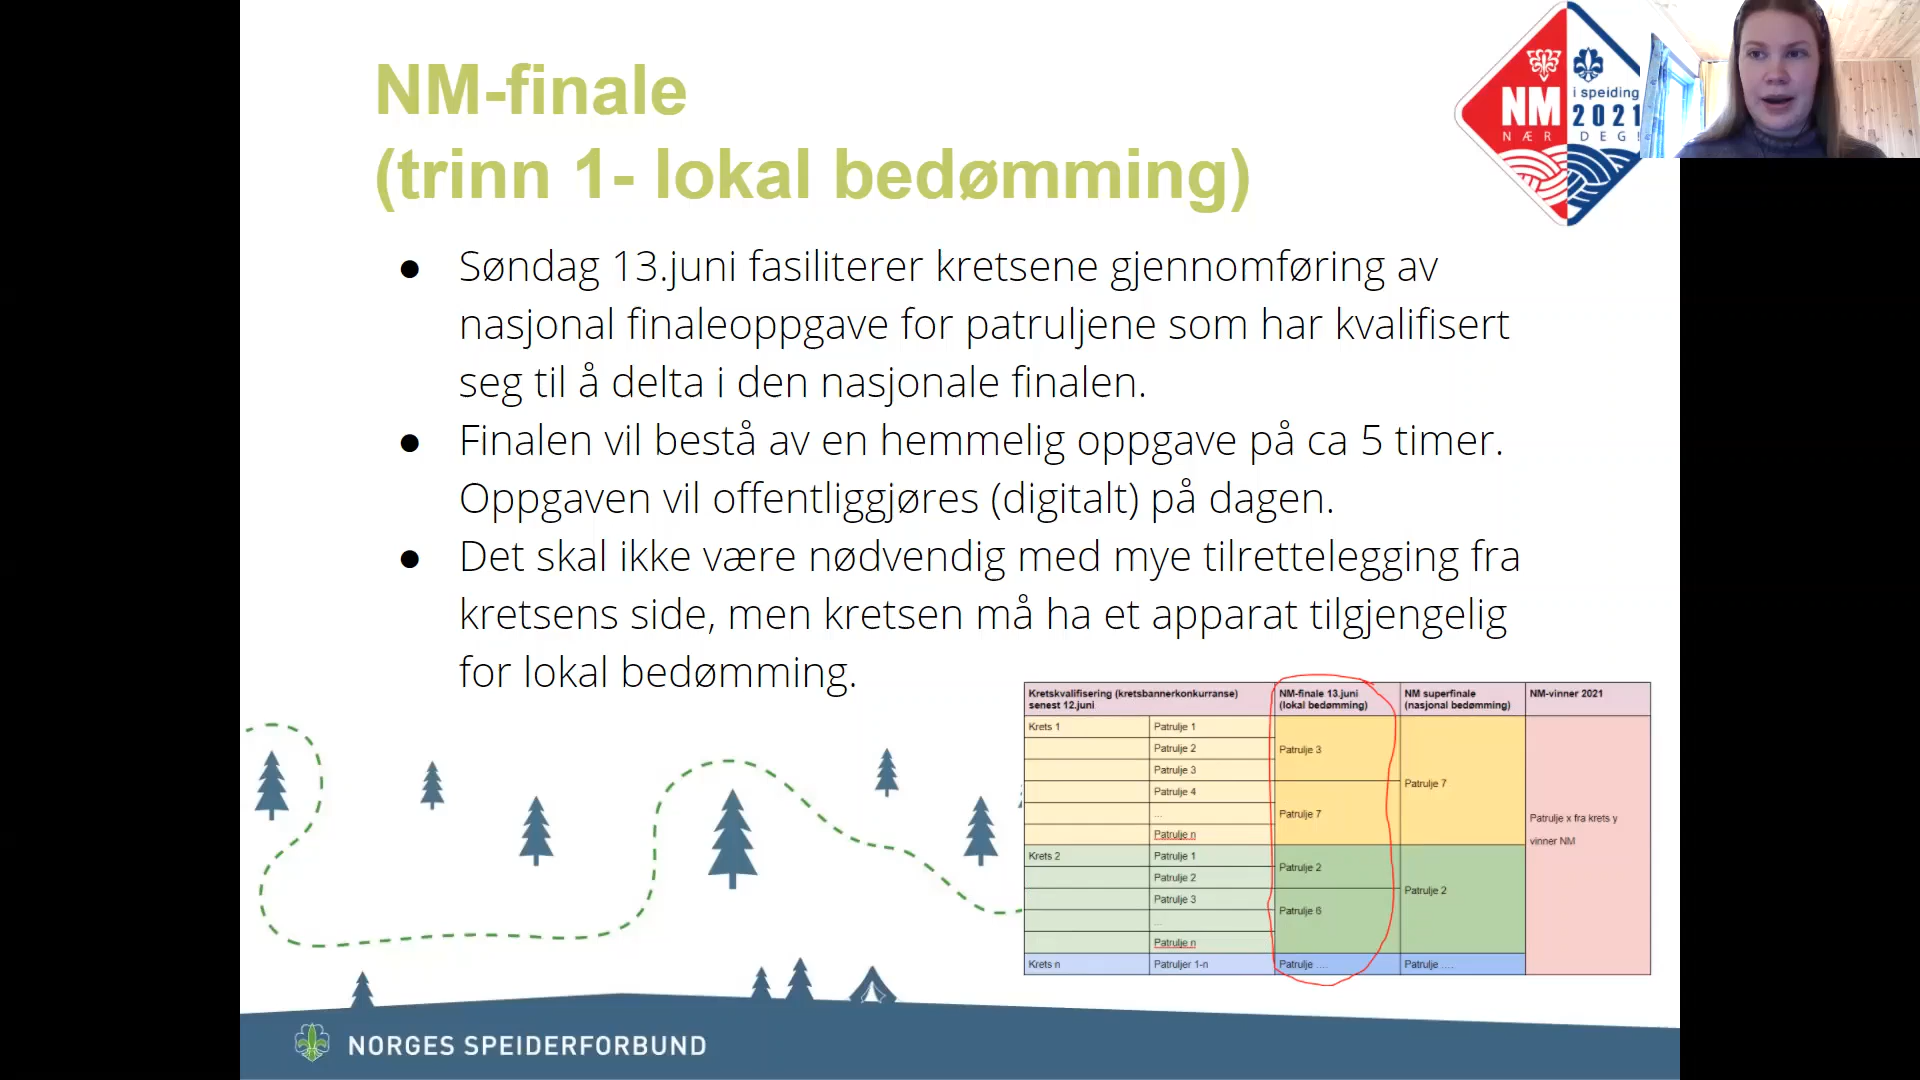 NM-finale
(trinn 1- lokal bedømming)
NM
i speiding
2021
NÆR DEG!
● Søndag 13.juni fasiliterer kretsene gjennomføring av
nasjonal finaleoppgave for patruljene som har kvalifisert
seg til å delta i den nasjonale finalen.
● Finalen vil bestå av en hemmelig oppgave på ca 5 timer.
Oppgaven vil offentliggjøres (digitalt) på dagen.
● Det skal ikke være nødvendig med mye tilrettelegging fra
kretsens side, men kretsen må ha et apparat tilgjengelig
for lokal bedømming.
Kretskvalifisering (kretsbannerkonkurranse)
senest 12.juni
NM-finale 13.juni
(lokal bedømming)
NM superfinale
(nasjonal bedømming)
NM-vinner 2021
Krets 1
Patrulje 1
Patrulje 2
Patrulje 3
Patrulje 4
...
Patrulje n
Patrulje 3
Patrulje 7
Patrulje 7
Krets 2
Patrulje 1
Patrulje 2
Patrulje 3
...
Patrulje n
Patrulje 2
Patrulje 6
Patrulje 2
Krets n
Patruljer 1-n
Patrulje ....
Patrulje ....
Patrulje x fra krets y
vinner NM
NORGES SPEIDERFORBUND